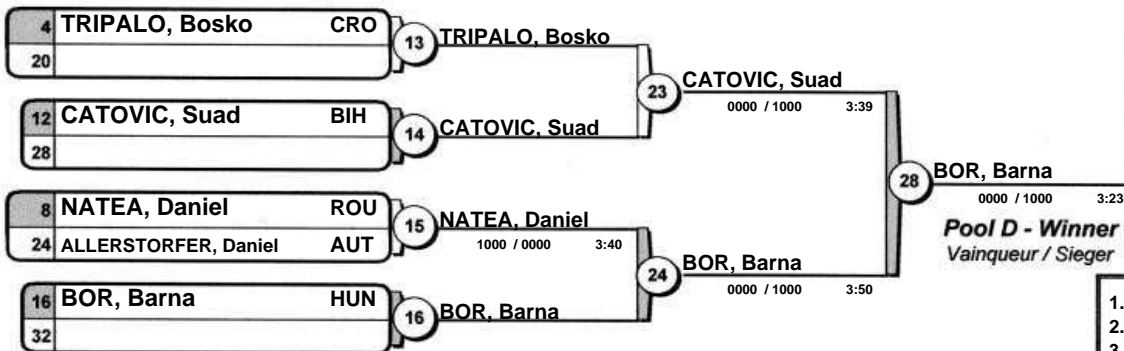 4 TRIPALO, Bosko CRO
20
13
TRIPALO, Bosko
12 CATOVIC, Suad BIH
28
14
CATOVIC, Suad
23
CATOVIC, Suad
0000 / 1000 3:39
8 NATEA, Daniel ROU
24 ALLERSTORFER, Daniel AUT
15
NATEA, Daniel
1000 / 0000 3:40
16 BOR, Barna HUN
32
16
BOR, Barna
24
BOR, Barna
0000 / 1000 3:50
28
BOR, Barna
0000 / 1000 3:23
Pool D - Winner
Vainqueur / Sieger
1.
2.
3